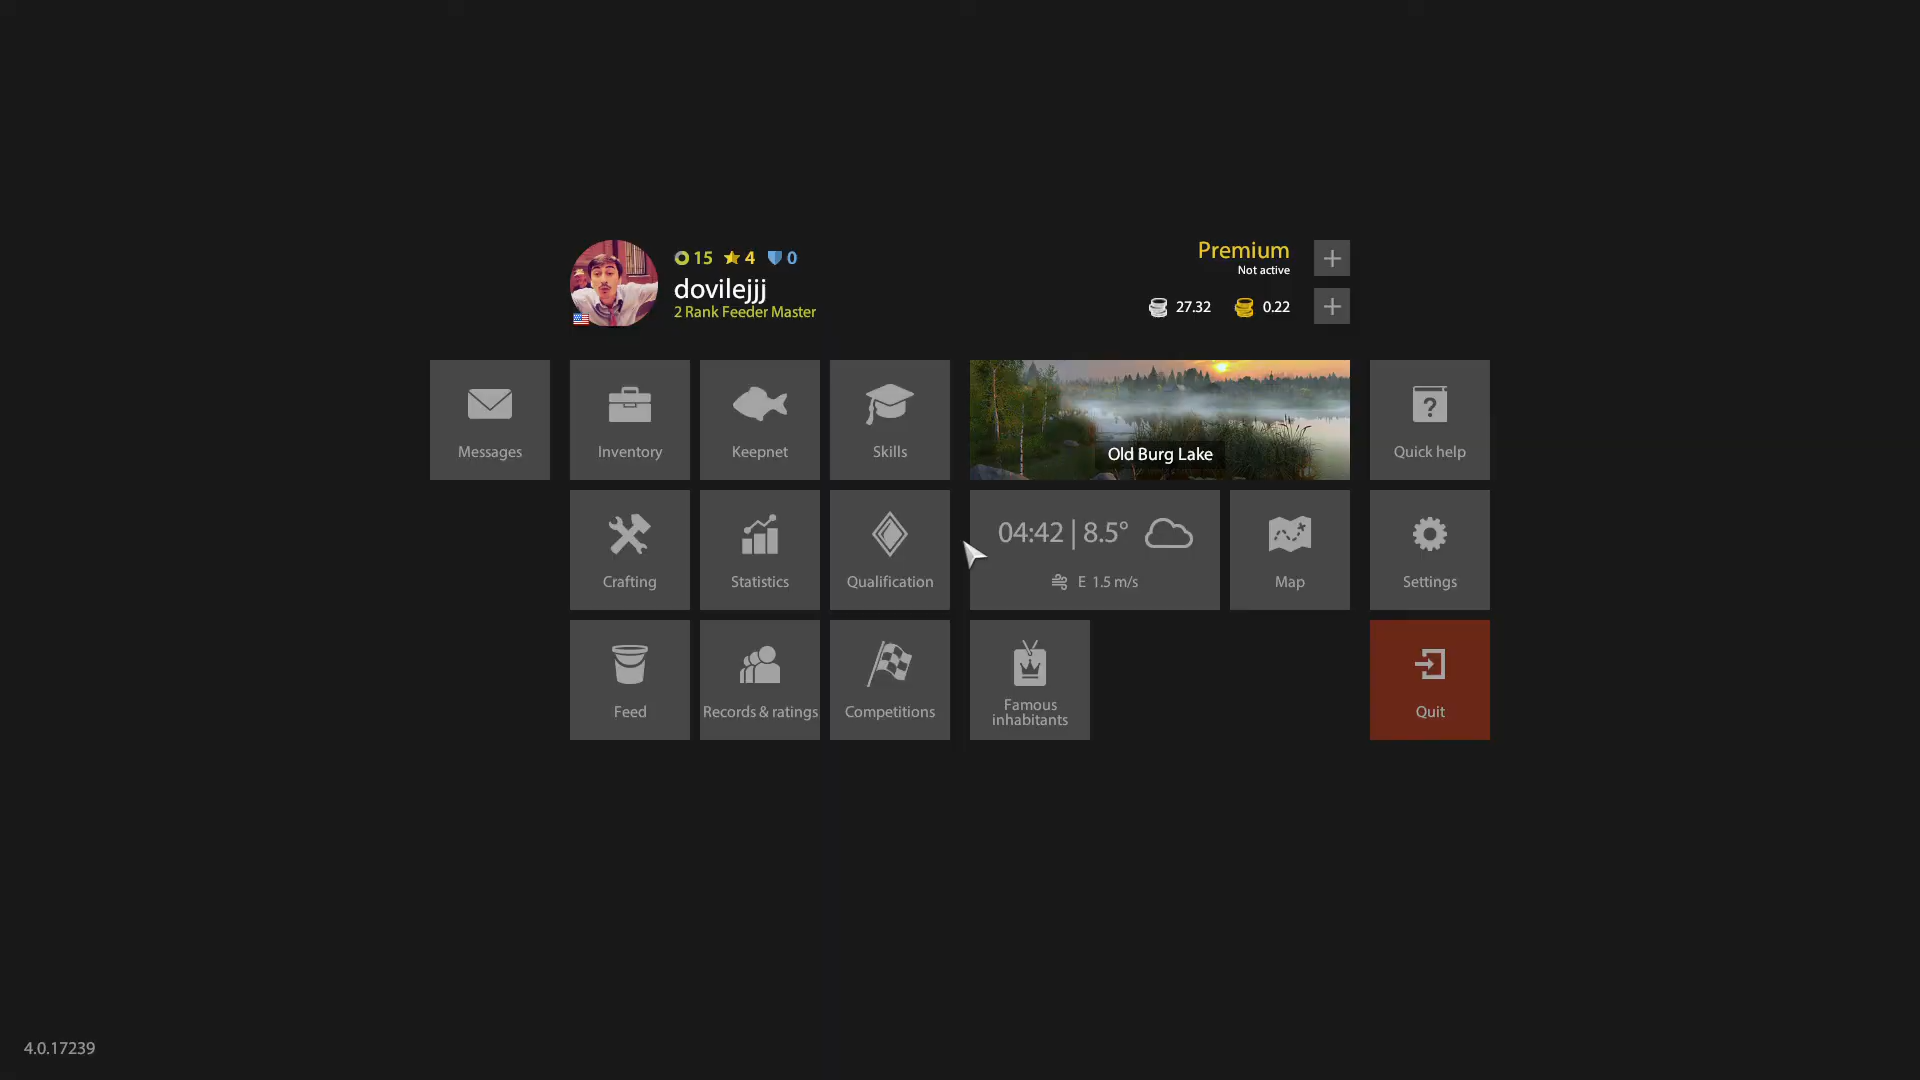 15 4 0
dovilejjj
2 Rank Feeder Master
Premium
Not active
27.32 0.22
Messages
Inventory
Keepnet
Skills
Old Burg Lake
Quick help
Crafting
Statistics
Qualification
04:42 | 8.5°
E 1.5 m/s
Map
Settings
Feed
Records & ratings
Competitions
Famous
inhabitants
Quit
4.0.17239